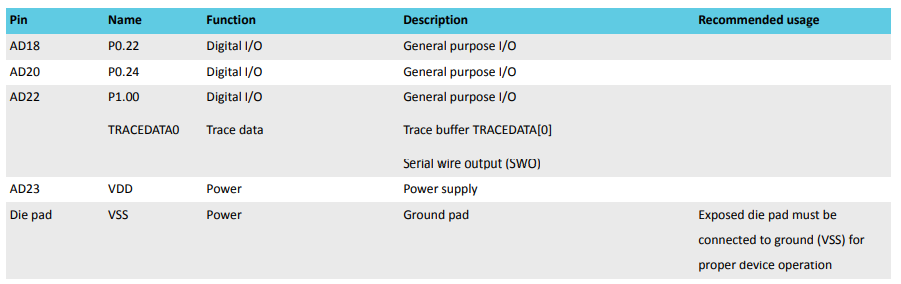 Pin Name Function Description Recommended usage
AD18 P0.22 Digital I/O General purpose I/O
AD20 P0.24 Digital I/O General purpose I/O
AD22 P1.00 Digital I/O General purpose I/O
TRACEDATA0 Trace data Trace buffer TRACEDATA[0]
Serial wire output (SWO)
AD23 VDD Power Power supply
Die pad VSS Power Ground pad Exposed die pad must be
connected to ground (VSS) for
proper device operation